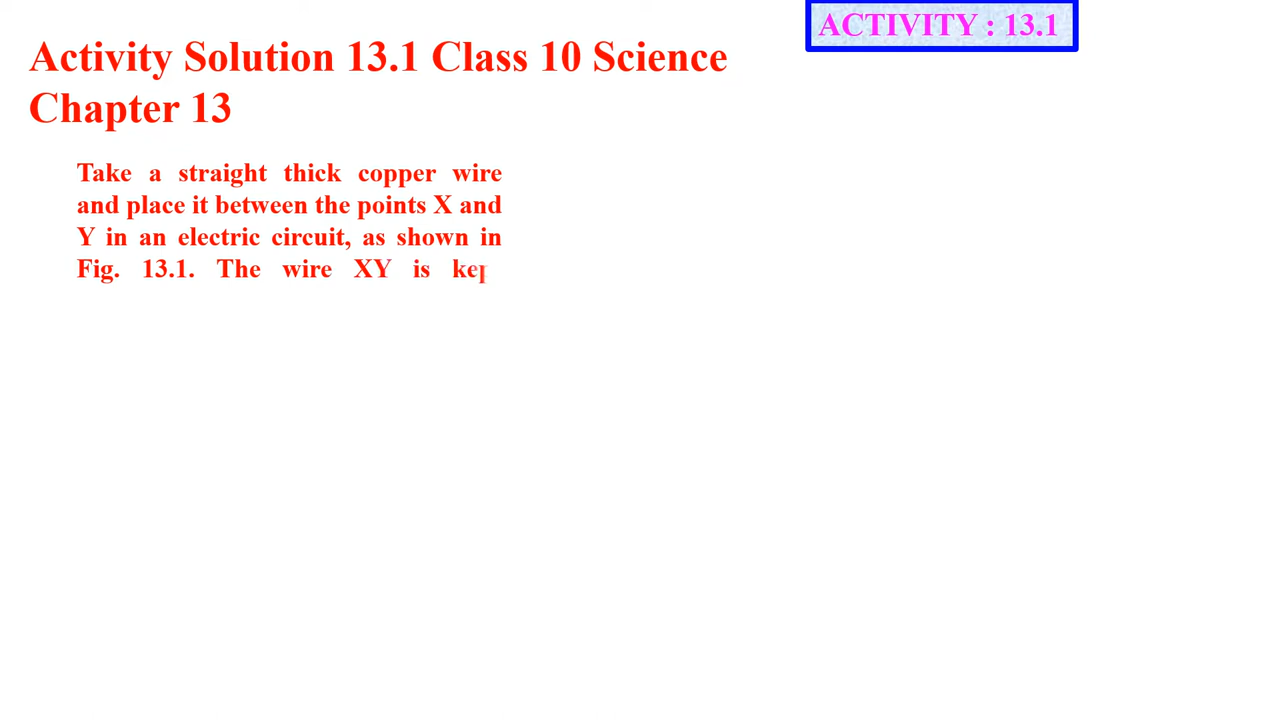 ACTIVITY : 13.1
Activity Solution 13.1 Class 10 Science
Chapter 13
Take a straight thick copper wire
and place it between the points X and
Y in an electric circuit, as shown in
Fig. 13.1. The wire XY is kep